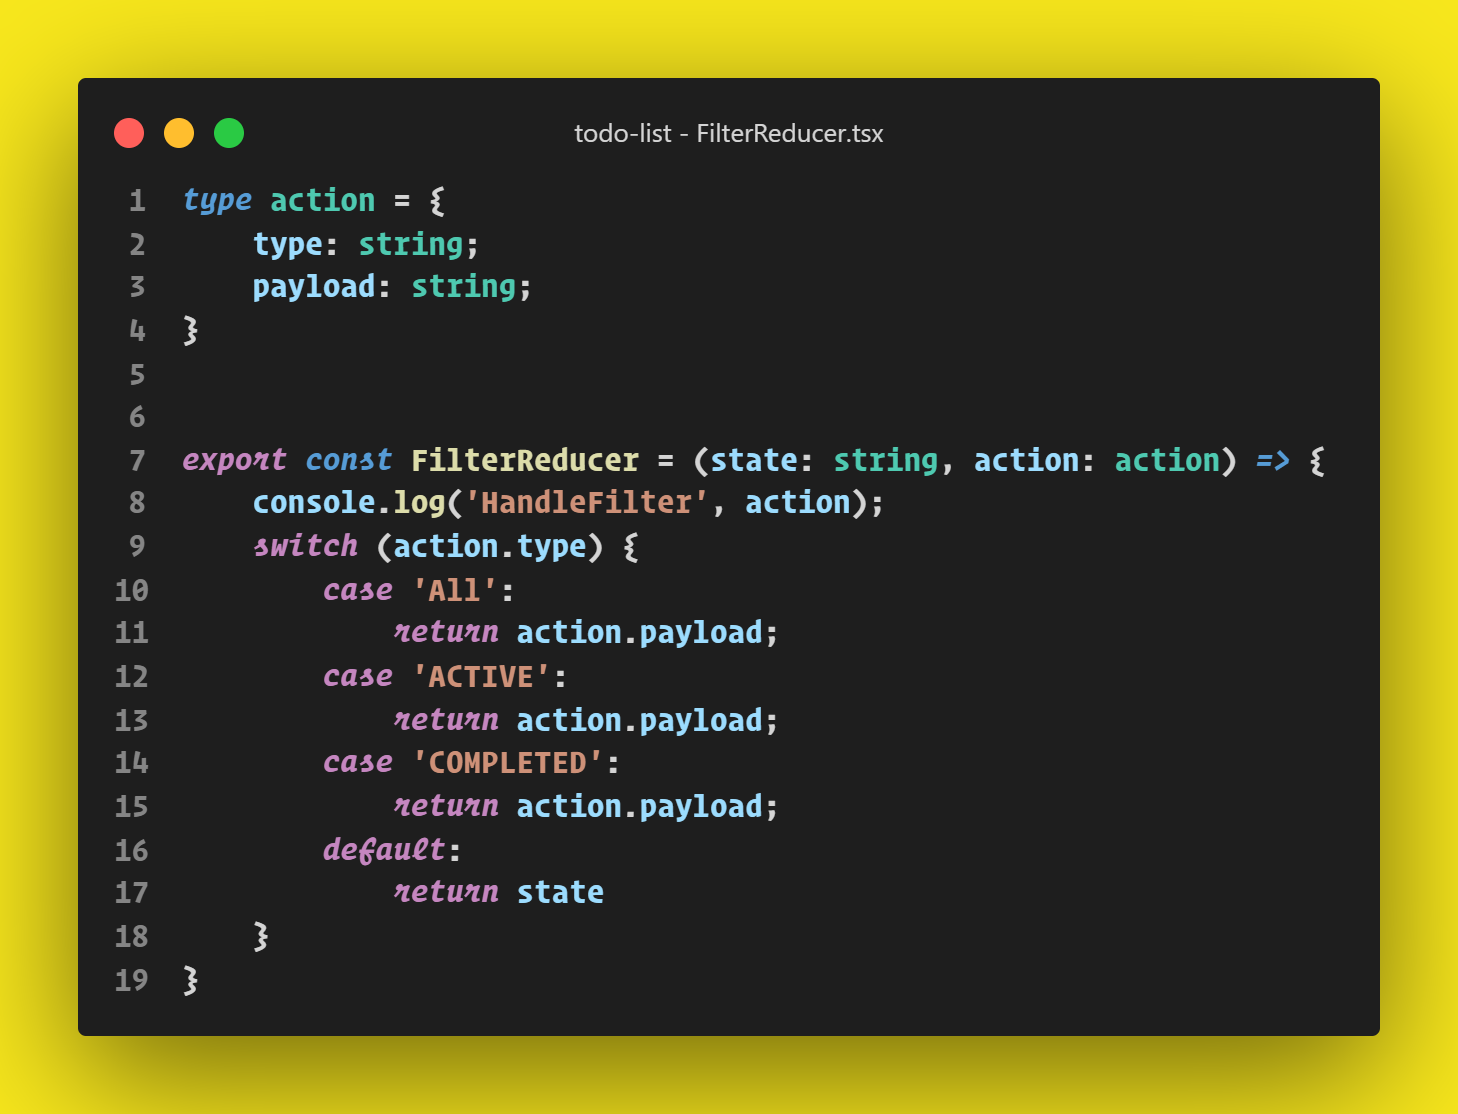 todo-list - FilterReducer.tsx
1 type action = {
2     type: string;
3     payload: string;
4 }
5
6
7 export const FilterReducer = (state: string, action: action) => {
8     console.log('HandleFilter', action);
9     switch (action.type) {
10         case 'All':
11             return action.payload;
12         case 'ACTIVE':
13             return action.payload;
14         case 'COMPLETED':
15             return action.payload;
16         default:
17             return state
18     }
19 }